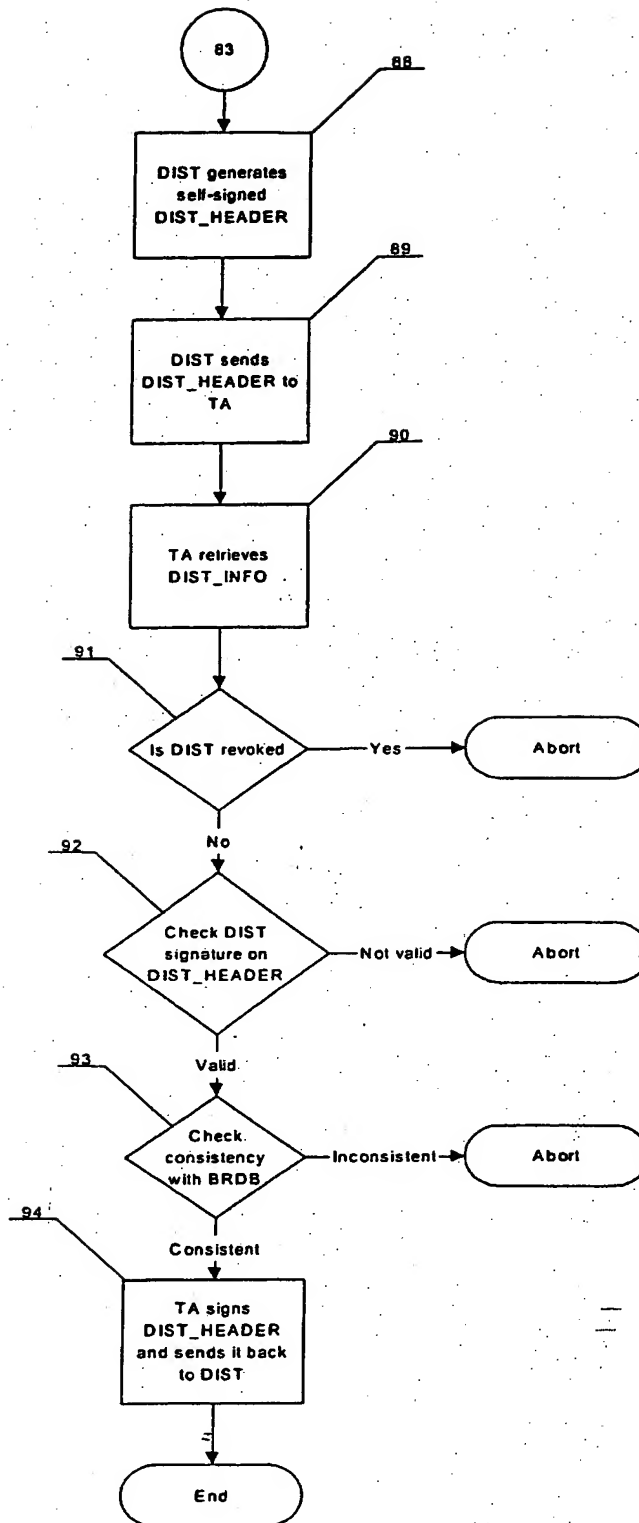 83
88
DIST generates
self-signed
DIST_HEADER
89
DIST sends
DIST_HEADER to
TA
90
TA retrieves
DIST_INFO
91
Is DIST revoked
Yes
Abort
No
92
Check DIST
signature on
DIST_HEADER
Not valid
Abort
Valid
93
Check
consistency
with BRDB
Inconsistent
Abort
Consistent
94
TA signs
DIST_HEADER
and sends it back
to DIST
End